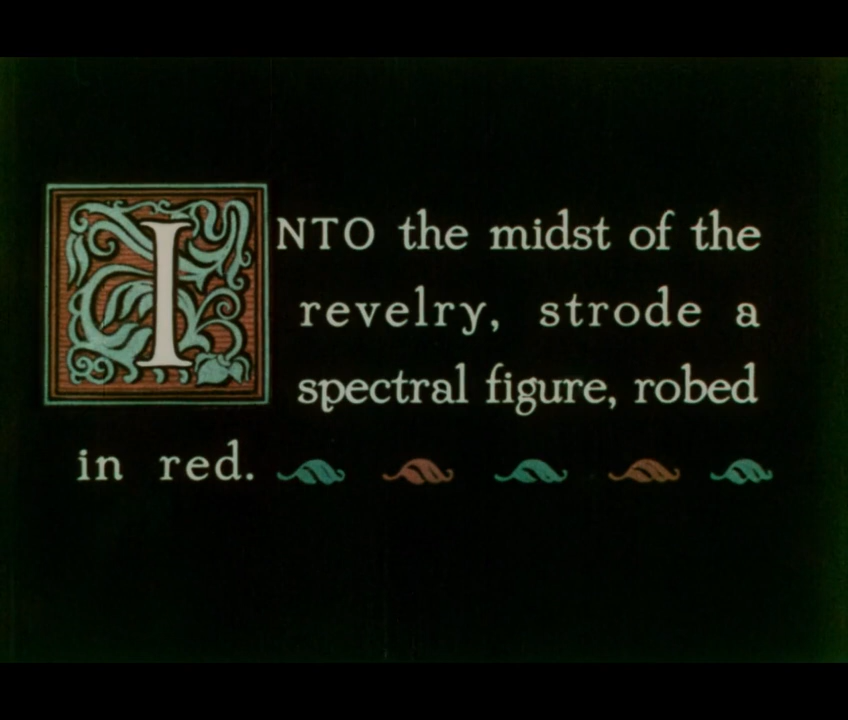 INTO the midst of the
revelry, strode a
spectral figure, robed
in red.